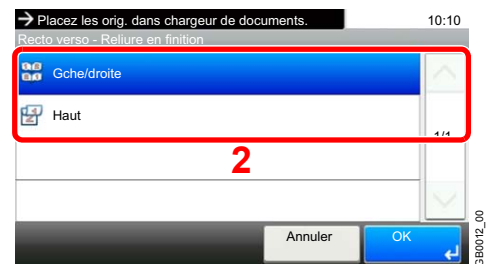 → Placez les orig. dans chargeur de documents. 10:10
Recto verso - Reliure en finition
Gche/droite
Haut
1/1
2
Annuler OK